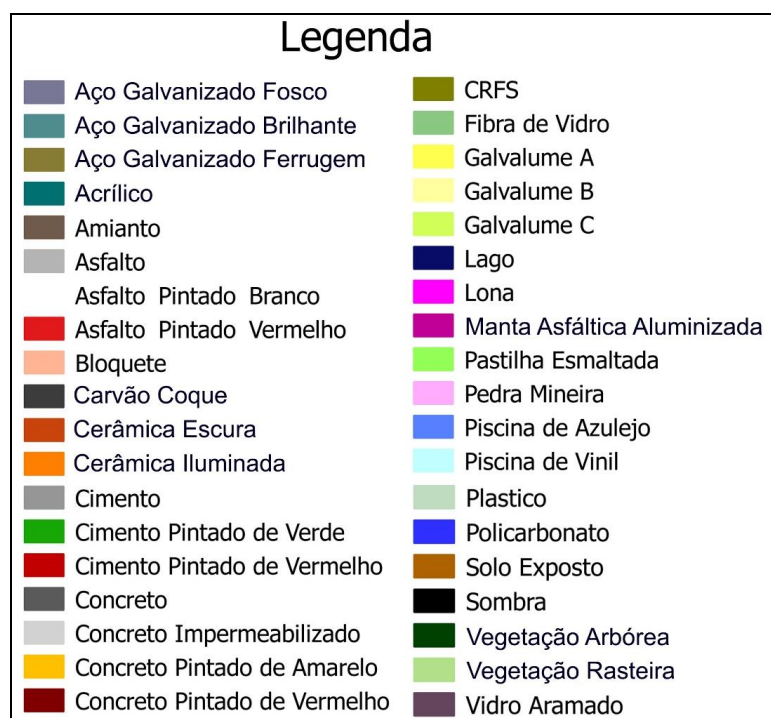 Legenda
Aço Galvanizado Fosco
Aço Galvanizado Brilhante
Aço Galvanizado Ferrugem
Acrílico
Amianto
Asfalto
Asfalto Pintado Branco
Asfalto Pintado Vermelho
Bloquete
Carvão Coque
Cerâmica Escura
Cerâmica Iluminada
Cimento
Cimento Pintado de Verde
Cimento Pintado de Vermelho
Concreto
Concreto Impermeabilizado
Concreto Pintado de Amarelo
Concreto Pintado de Vermelho
CRFS
Fibra de Vidro
Galvalume A
Galvalume B
Galvalume C
Lago
Lona
Manta Asfáltica Aluminizada
Pastilha Esmaltada
Pedra Mineira
Piscina de Azulejo
Piscina de Vinil
Plastico
Policarbonato
Solo Exposto
Sombra
Vegetação Arbórea
Vegetação Rasteira
Vidro Aramado